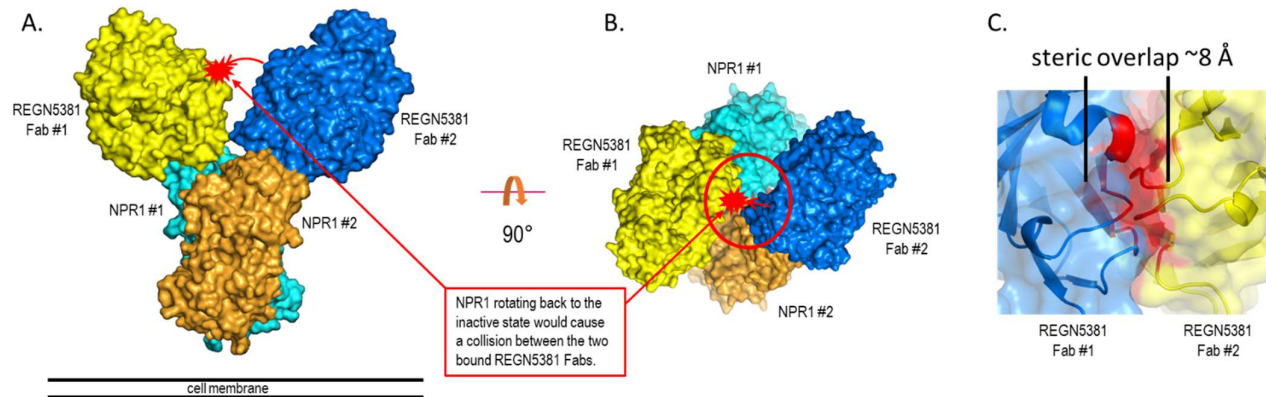 A.
REGN5381
Fab #1
REGN5381
Fab #2
NPR1 #1
NPR1 #2
cell membrane
90°
NPR1 rotating back to the
inactive state would cause
a collision between the two
bound REGN5381 Fabs.
B.
NPR1 #1
REGN5381
Fab #1
REGN5381
Fab #2
NPR1 #2
C.
steric overlap ~8 Å
REGN5381
Fab #1
REGN5381
Fab #2